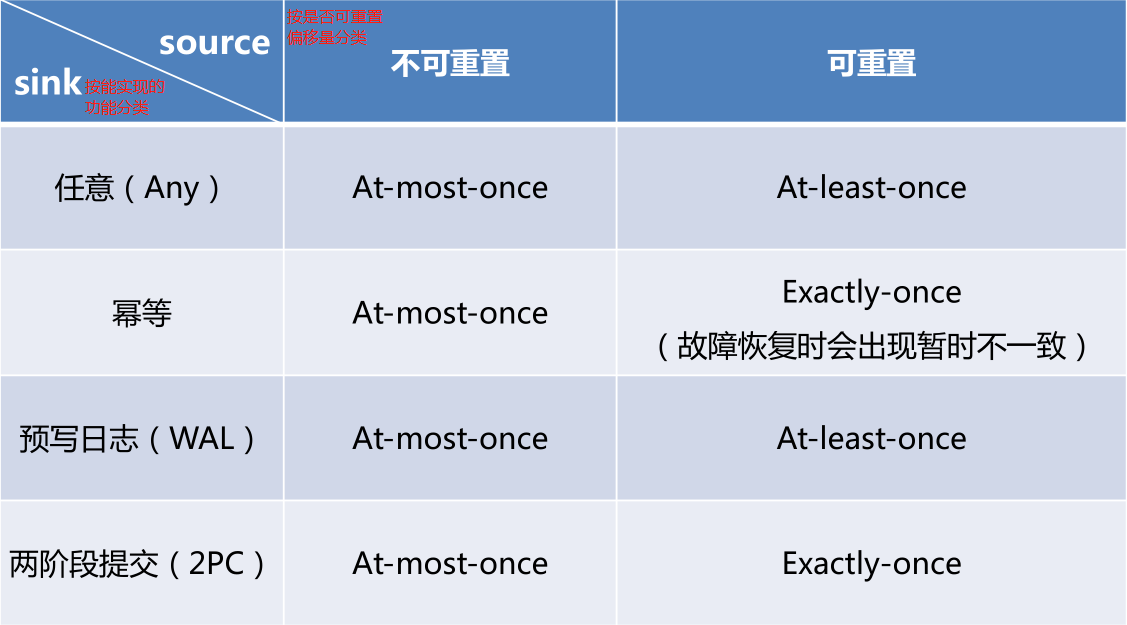 source
sink
按能实现的
功能分类
按是否可重置
偏移量分类
不可重置
可重置
任意（Any）
At-most-once
At-least-once
幂等
At-most-once
Exactly-once
（故障恢复时会出现暂时不一致）
预写日志（WAL）
At-most-once
At-least-once
两阶段提交（2PC）
At-most-once
Exactly-once